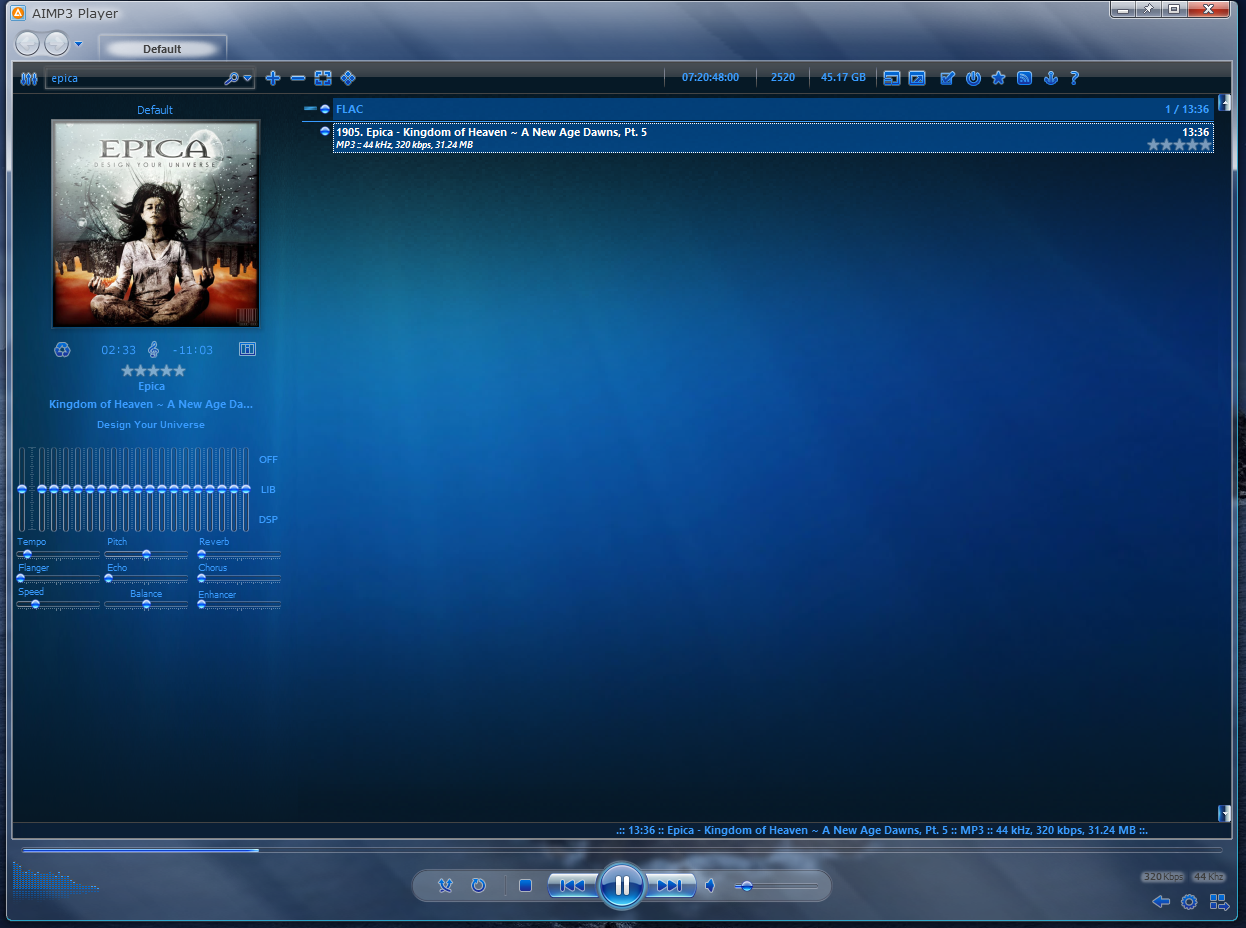 AIMP3 Player
Default
epica
07:20:48:00
2520
45.17 GB
?
Default
EPICA
DESIGN YOUR UNIVERSE
FLAC
1 / 13:36
1905. Epica - Kingdom of Heaven ~ A New Age Dawns, Pt. 5
13:36
MP3 :: 44 kHz, 320 kbps, 31.24 MB
02:33
-11:03
Epica
Kingdom of Heaven ~ A New Age Da...
Design Your Universe
OFF
LIB
DSP
Tempo
Pitch
Reverb
Flanger
Echo
Chorus
Speed
Balance
Enhancer
.:: 13:36 :: Epica - Kingdom of Heaven ~ A New Age Dawns, Pt. 5 :: MP3 :: 44 kHz, 320 kbps, 31.24 MB ::.
320 Kbps
44 Khz